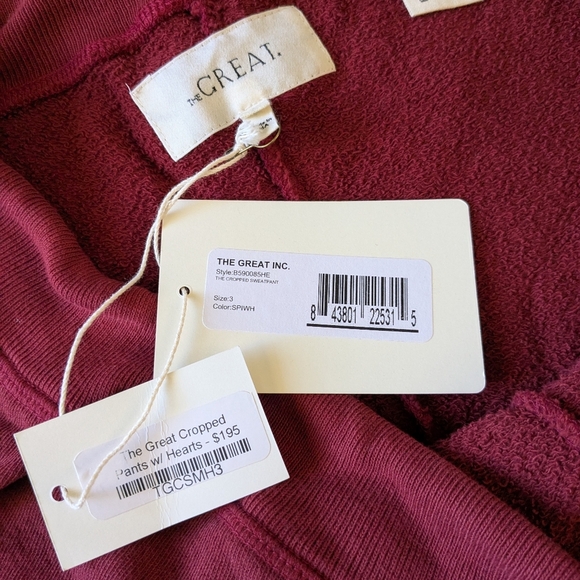 THE GREAT.
THE GREAT INC.
Style:B590085HE
THE CROPPED SWEATPANT
Size:3
Color:SPIWH
8 43801 22531 5
The Great Cropped
Pants w/ Hearts - $195
TGCSMH3